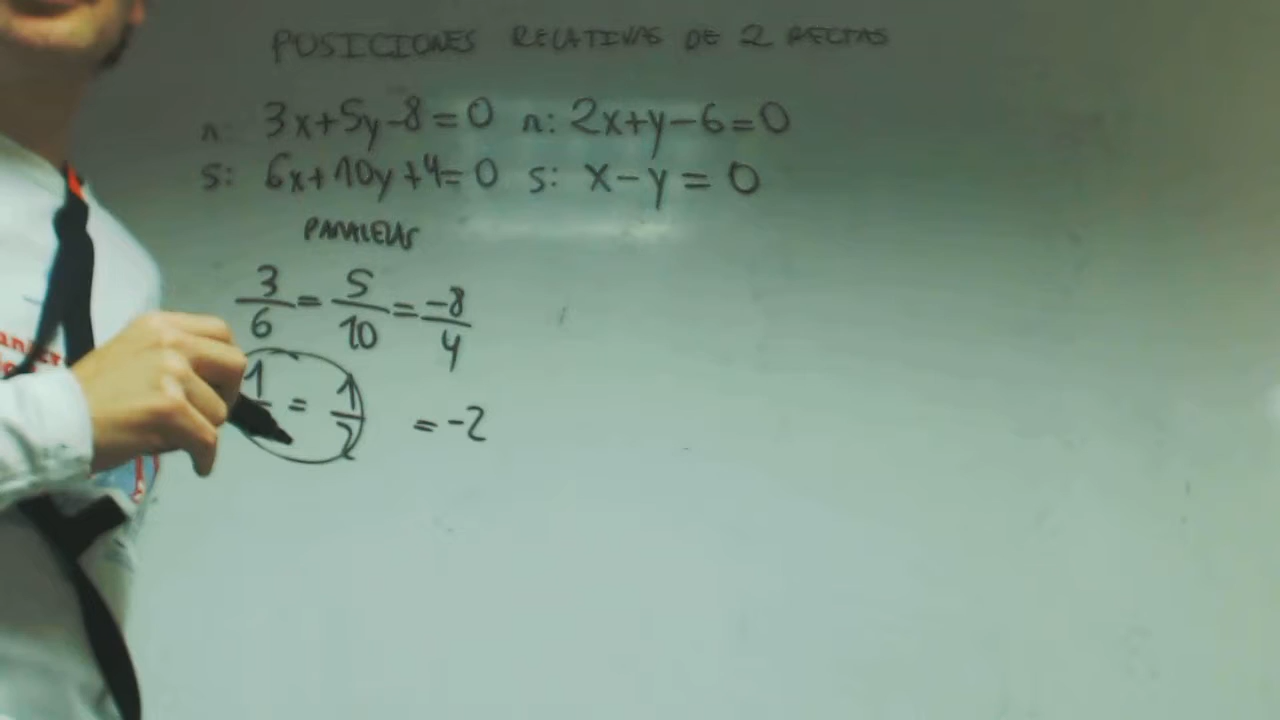 POSICIONES RELATIVAS DE 2 RECTAS
r: 3x+5y-8=0 r: 2x+y-6=0
s: 6x+10y+4=0 s: x-y=0
PARALELAS
3/6 = 5/10 = -8/4
1 = 1/2 = -2